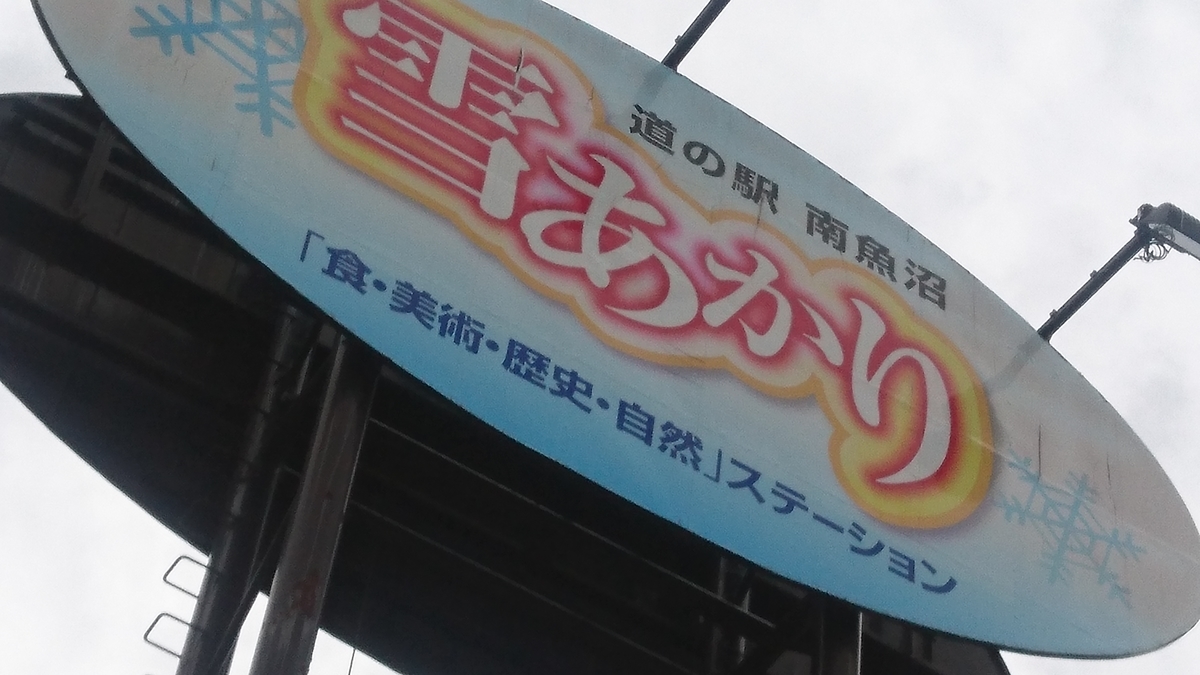 道の駅 南魚沼
雪あかり
「食・美術・歴史・自然」ステーション